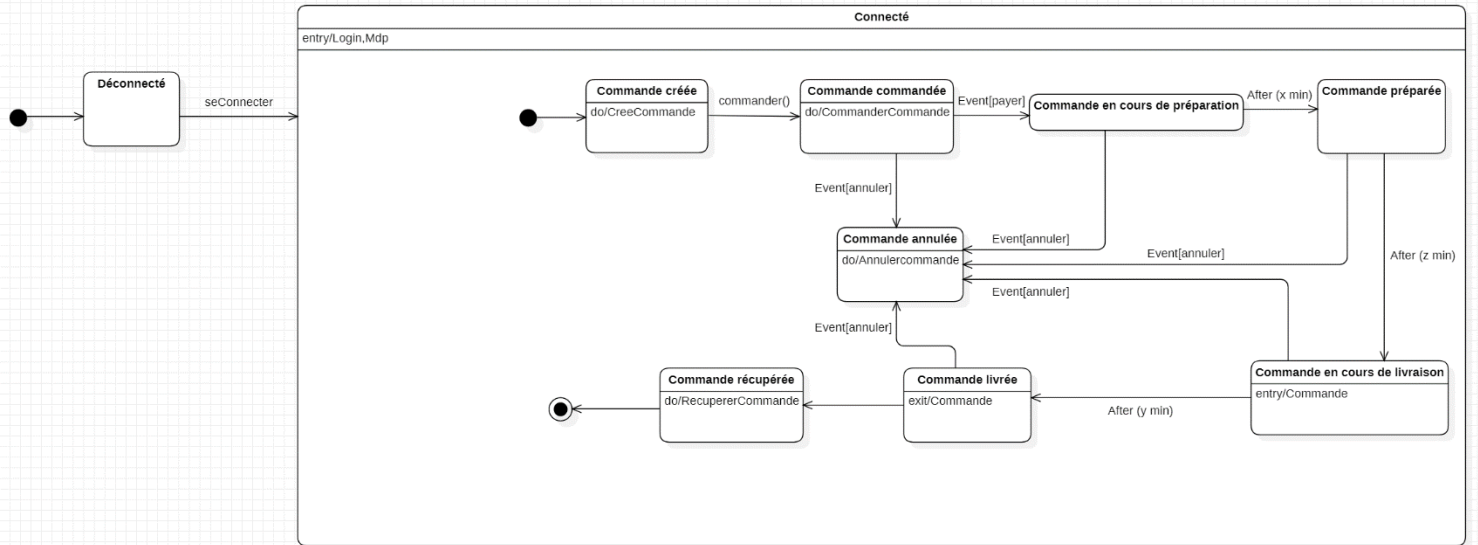 Connecté
entry/Login,Mdp
Déconnecté
seConnecter
Commande créée
do/CreeCommande
commander()
Commande commandée
do/CommanderCommande
Event[payer]
Commande en cours de préparation
After (x min)
Commande préparée
Event[annuler]
Commande annulée
do/Annulercommande
Event[annuler]
Event[annuler]
Event[annuler]
After (z min)
Event[annuler]
Commande récupérée
do/RecupererCommande
Commande livrée
exit/Commande
After (y min)
Commande en cours de livraison
entry/Commande